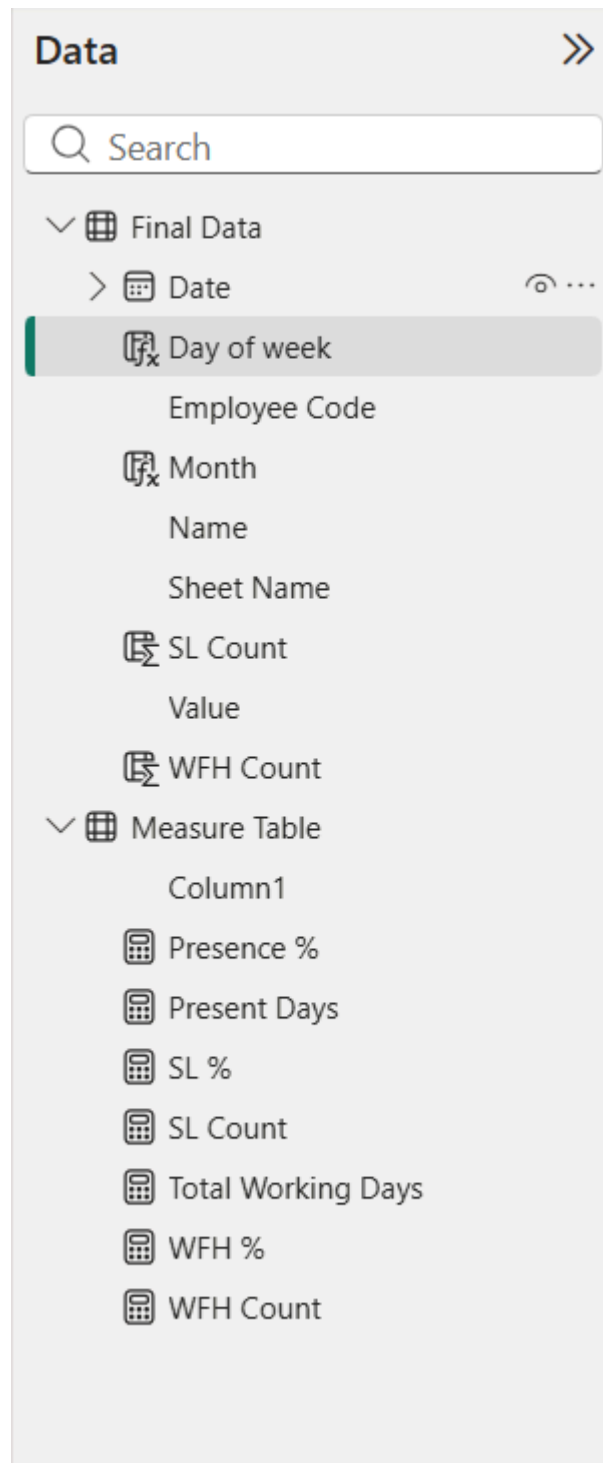 Data
Search
Final Data
Date
Day of week
Employee Code
Month
Name
Sheet Name
SL Count
Value
WFH Count
Measure Table
Column1
Presence %
Present Days
SL %
SL Count
Total Working Days
WFH %
WFH Count